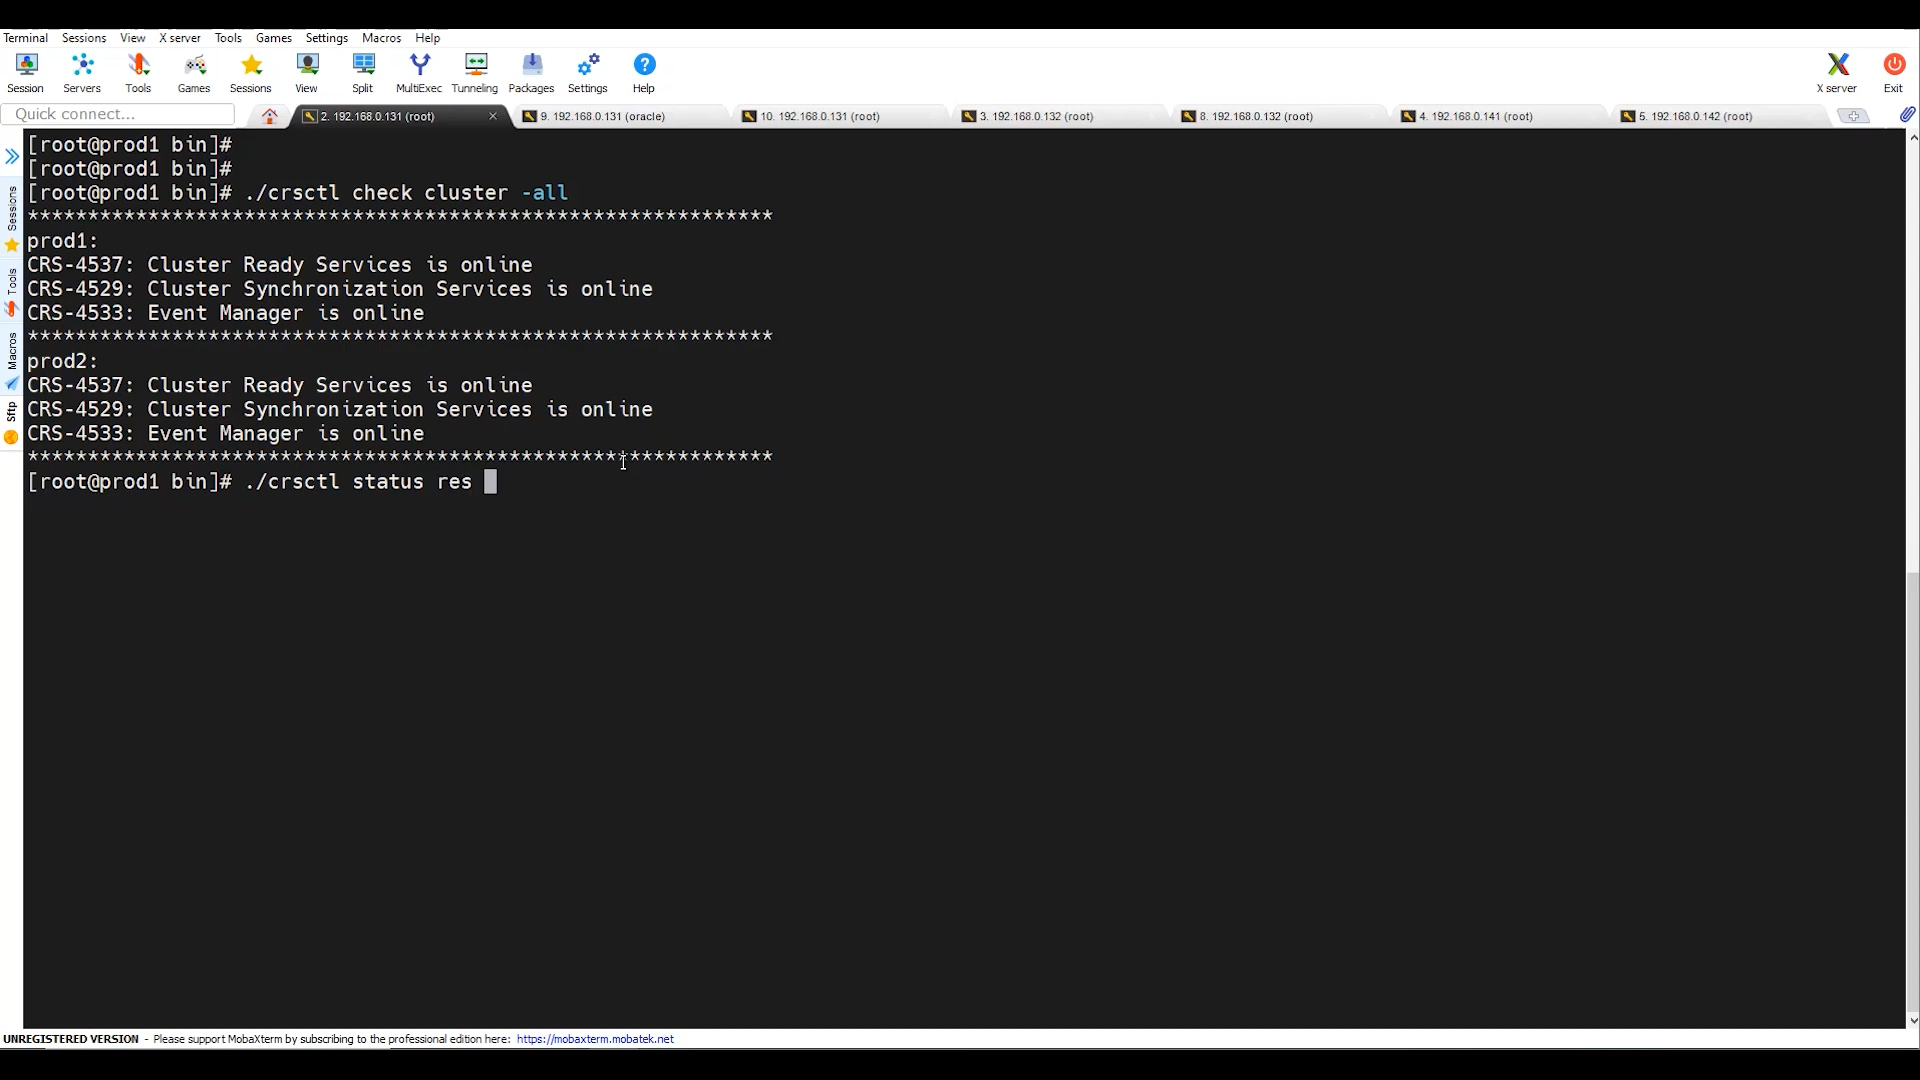 Terminal Sessions View X server Tools Games Settings Macros Help
Session Servers Tools Games Sessions View Split MultiExec Tunneling Packages Settings Help X server Exit
Quick connect... 2. 192.168.0.131 (root) 9. 192.168.0.131 (oracle) 10. 192.168.0.131 (root) 3. 192.168.0.132 (root) 8. 192.168.0.132 (root) 4. 192.168.0.141 (root) 5. 192.168.0.142 (root)
Sessions
Tools
Macros
Sftp
[root@prod1 bin]#
[root@prod1 bin]#
[root@prod1 bin]# ./crsctl check cluster -all
**************************************************************
prod1:
CRS-4537: Cluster Ready Services is online
CRS-4529: Cluster Synchronization Services is online
CRS-4533: Event Manager is online
**************************************************************
prod2:
CRS-4537: Cluster Ready Services is online
CRS-4529: Cluster Synchronization Services is online
CRS-4533: Event Manager is online
**************************************************************
[root@prod1 bin]# ./crsctl status res
UNREGISTERED VERSION - Please support MobaXterm by subscribing to the professional edition here: https://mobaxterm.mobatek.net